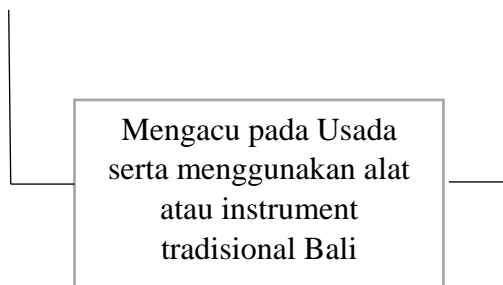 Mengacu pada Usada
serta menggunakan alat
atau instrument
tradisional Bali